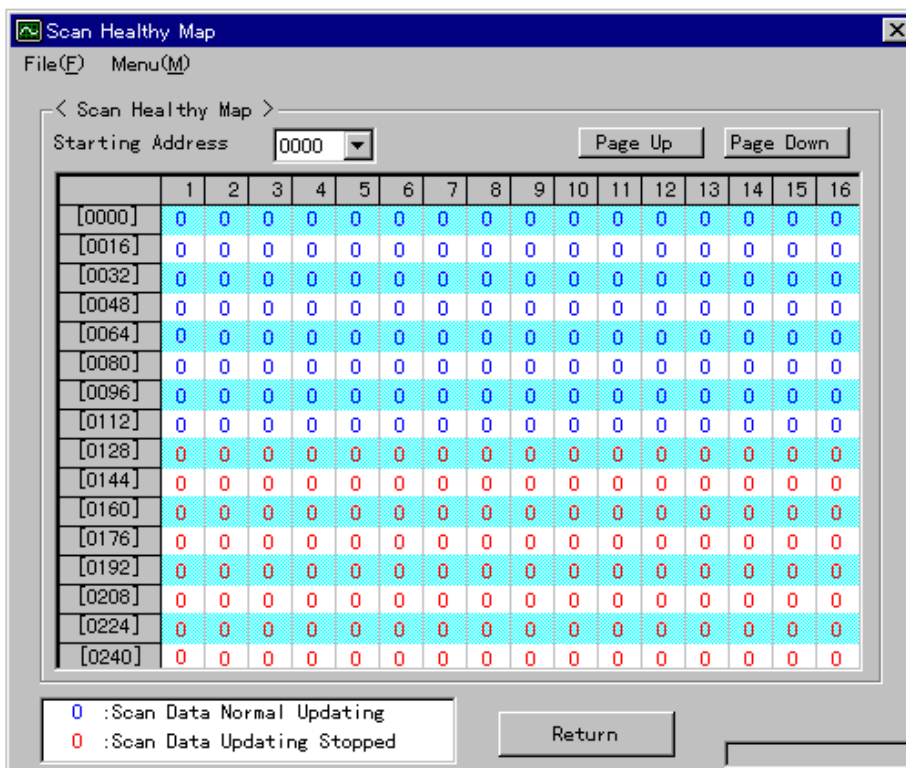 Scan Healthy Map
File(F) Menu(M)
< Scan Healthy Map >
Starting Address 0000 Page Up Page Down
1 2 3 4 5 6 7 8 9 10 11 12 13 14 15 16
[0000] 0 0 0 0 0 0 0 0 0 0 0 0 0 0 0 0
[0016] 0 0 0 0 0 0 0 0 0 0 0 0 0 0 0 0
[0032] 0 0 0 0 0 0 0 0 0 0 0 0 0 0 0 0
[0048] 0 0 0 0 0 0 0 0 0 0 0 0 0 0 0 0
[0064] 0 0 0 0 0 0 0 0 0 0 0 0 0 0 0 0
[0080] 0 0 0 0 0 0 0 0 0 0 0 0 0 0 0 0
[0096] 0 0 0 0 0 0 0 0 0 0 0 0 0 0 0 0
[0112] 0 0 0 0 0 0 0 0 0 0 0 0 0 0 0 0
[0128] 0 0 0 0 0 0 0 0 0 0 0 0 0 0 0 0
[0144] 0 0 0 0 0 0 0 0 0 0 0 0 0 0 0 0
[0160] 0 0 0 0 0 0 0 0 0 0 0 0 0 0 0 0
[0176] 0 0 0 0 0 0 0 0 0 0 0 0 0 0 0 0
[0192] 0 0 0 0 0 0 0 0 0 0 0 0 0 0 0 0
[0208] 0 0 0 0 0 0 0 0 0 0 0 0 0 0 0 0
[0224] 0 0 0 0 0 0 0 0 0 0 0 0 0 0 0 0
[0240] 0 0 0 0 0 0 0 0 0 0 0 0 0 0 0 0
0 :Scan Data Normal Updating
0 :Scan Data Updating Stopped
Return